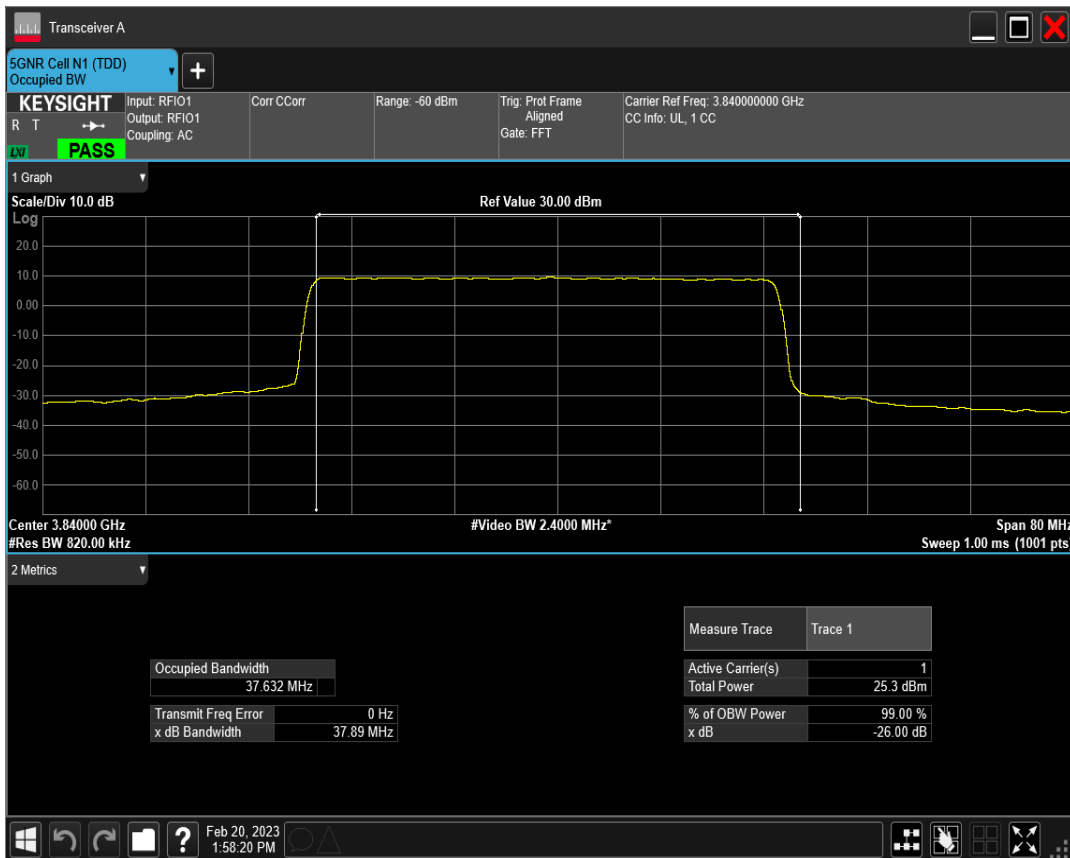 Transceiver A
5GNR Cell N1 (TDD)
Occupied BW
KEYSIGHT
R T
LXI
PASS
Input: RFIO1
Output: RFIO1
Coupling: AC
Corr CCorr
Range: -60 dBm
Trig: Prot Frame
Aligned
Gate: FFT
Carrier Ref Freq: 3.840000000 GHz
CC Info: UL, 1 CC
1 Graph
Scale/Div 10.0 dB
Ref Value 30.00 dBm
Log
20.0
10.0
0.00
-10.0
-20.0
-30.0
-40.0
-50.0
-60.0
Center 3.84000 GHz
#Video BW 2.4000 MHz*
Span 80 MHz
#Res BW 820.00 kHz
Sweep 1.00 ms (1001 pts)
2 Metrics
Measure Trace Trace 1
Occupied Bandwidth
37.632 MHz
Active Carrier(s) 1
Total Power 25.3 dBm
Transmit Freq Error 0 Hz
x dB Bandwidth 37.89 MHz
% of OBW Power 99.00 %
x dB -26.00 dB
?
Feb 20, 2023
1:58:20 PM